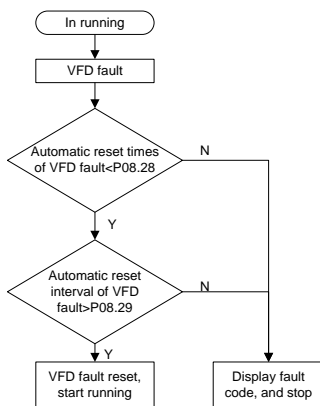 In running
VFD fault
Automatic reset times
of VFD fault<P08.28
N
Y
Automatic reset
interval of VFD
fault>P08.29
N
Y
VFD fault reset,
start running
Display fault
code, and stop